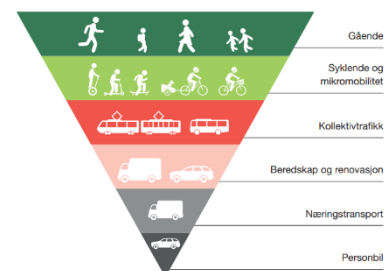 Gående
Syklende og
mikromobilitet
Kollektivtrafikk
Beredskap og renovasjon
Næringstransport
Personbil